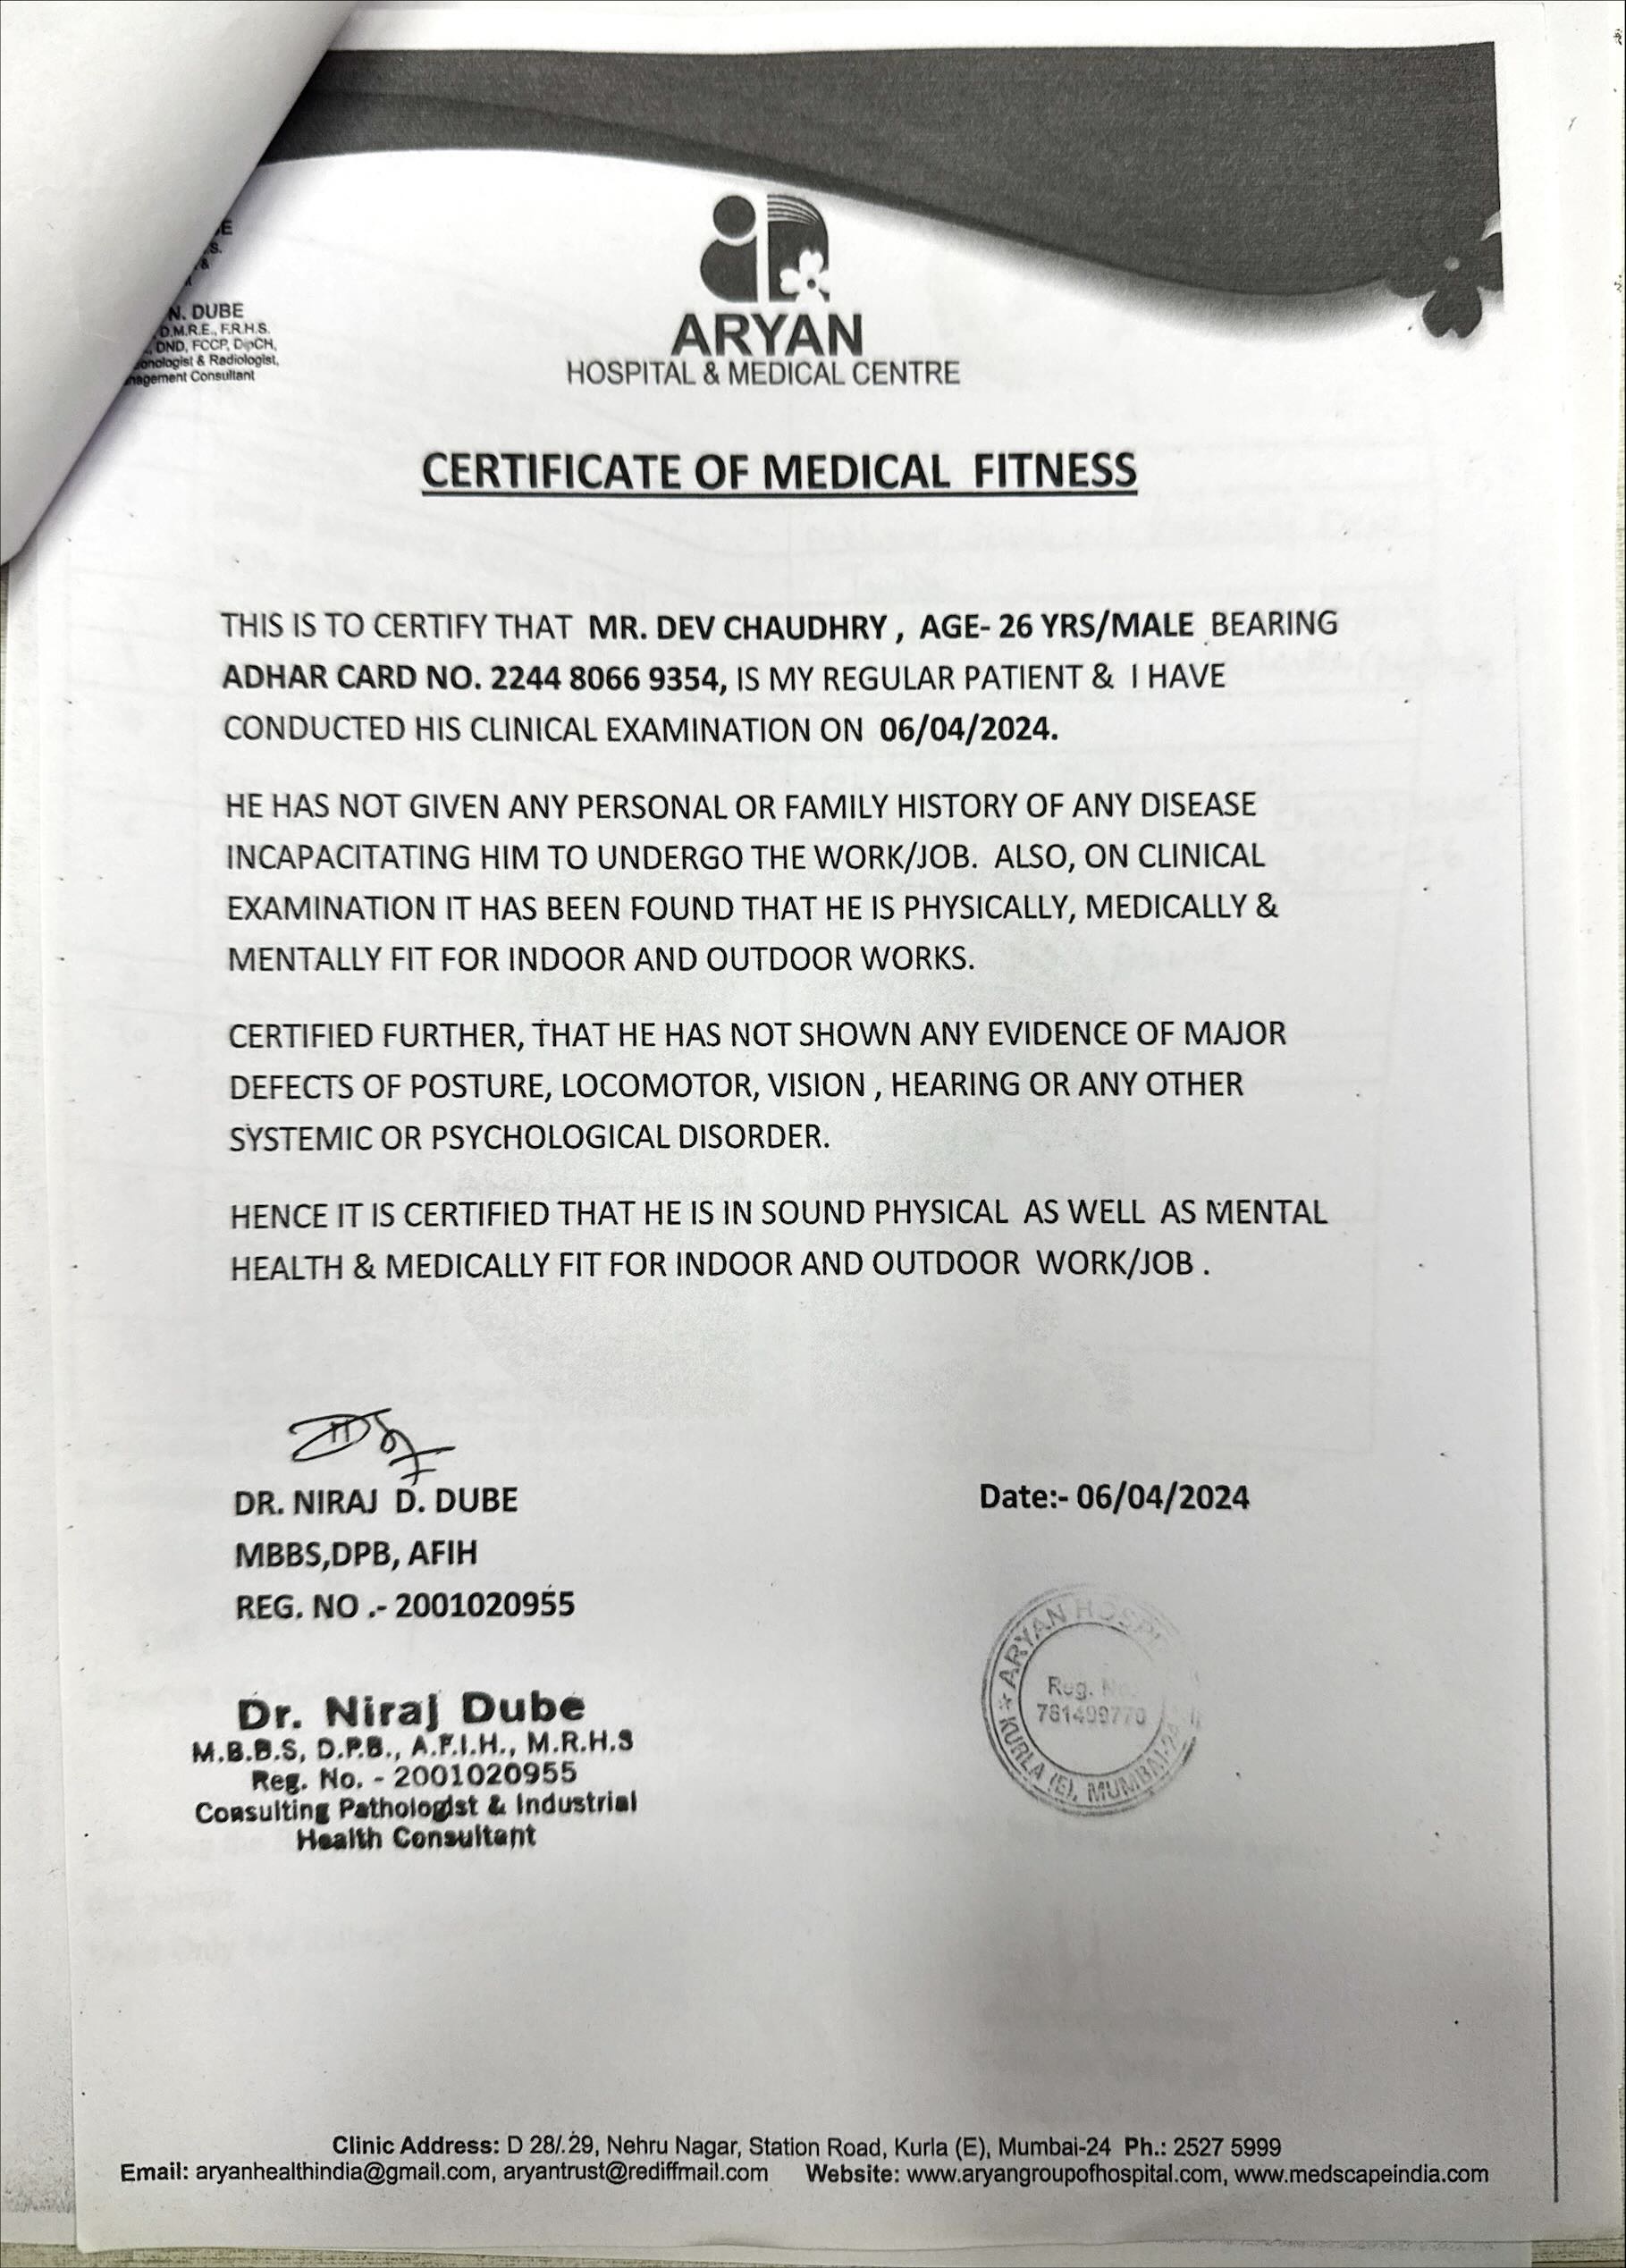 N. DUBE
D.M.R.E., F.R.H.S.
DND, FCCP, DipCH,
& Radiologist,
Consultant
ARYAN
HOSPITAL & MEDICAL CENTRE
CERTIFICATE OF MEDICAL FITNESS
THIS IS TO CERTIFY THAT MR. DEV CHAUDHRY , AGE- 26 YRS/MALE BEARING
ADHAR CARD NO. 2244 8066 9354, IS MY REGULAR PATIENT & I HAVE
CONDUCTED HIS CLINICAL EXAMINATION ON 06/04/2024.
HE HAS NOT GIVEN ANY PERSONAL OR FAMILY HISTORY OF ANY DISEASE
INCAPACITATING HIM TO UNDERGO THE WORK/JOB. ALSO, ON CLINICAL
EXAMINATION IT HAS BEEN FOUND THAT HE IS PHYSICALLY, MEDICALLY &
MENTALLY FIT FOR INDOOR AND OUTDOOR WORKS.
CERTIFIED FURTHER, THAT HE HAS NOT SHOWN ANY EVIDENCE OF MAJOR
DEFECTS OF POSTURE, LOCOMOTOR, VISION , HEARING OR ANY OTHER
SYSTEMIC OR PSYCHOLOGICAL DISORDER.
HENCE IT IS CERTIFIED THAT HE IS IN SOUND PHYSICAL AS WELL AS MENTAL
HEALTH & MEDICALLY FIT FOR INDOOR AND OUTDOOR WORK/JOB .
DR. NIRAJ D. DUBE
MBBS,DPB, AFIH
REG. NO .- 2001020955
Date:- 06/04/2024
Dr. Niraj Dube
M.B.B.S, D.P.B., A.F.I.H., M.R.H.S
Reg. No. - 2001020955
Consulting Pathologist & Industrial
Health Consultant
ARYAN
Reg. No.
781499770
KURLA (E), MUMBAI-24
Clinic Address: D 28/.29, Nehru Nagar, Station Road, Kurla (E), Mumbai-24 Ph.: 2527 5999
Email: aryanhealthindia@gmail.com, aryantrust@rediffmail.com Website: www.aryangroupofhospital.com, www.medscapeindia.com